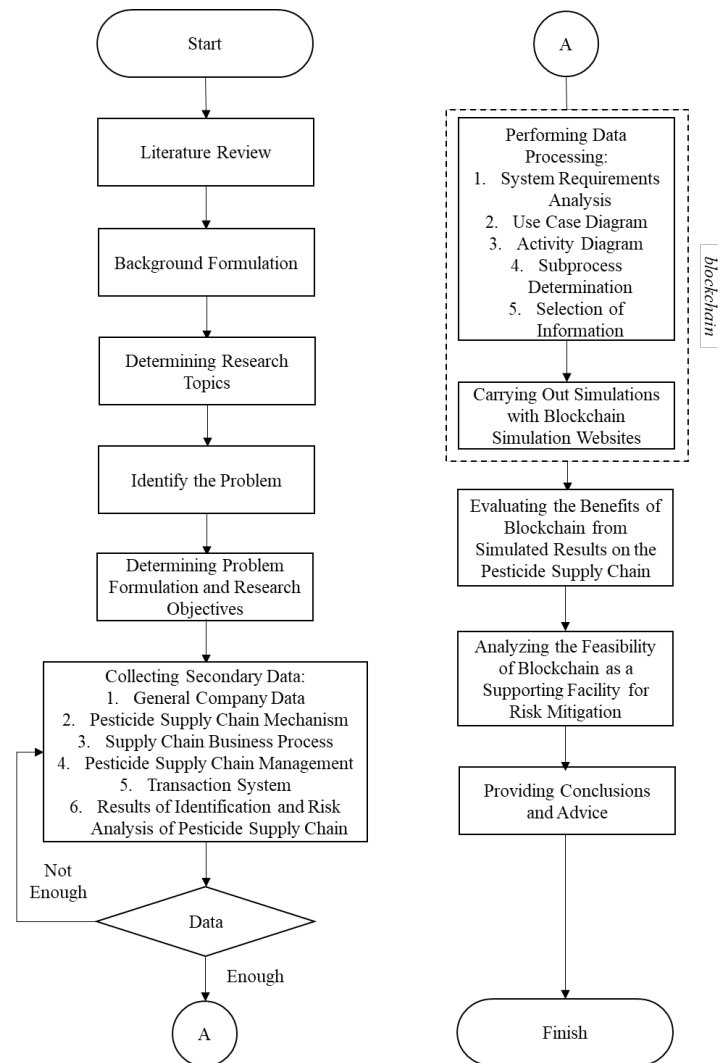 Start
Literature Review
Background Formulation
Determining Research
Topics
Identify the Problem
Determining Problem
Formulation and Research
Objectives
Collecting Secondary Data:
1. General Company Data
2. Pesticide Supply Chain Mechanism
3. Supply Chain Business Process
4. Pesticide Supply Chain Management
5. Transaction System
6. Results of Identification and Risk
Analysis of Pesticide Supply Chain
Not
Enough
Data
Enough
A
A
Performing Data
Processing:
1. System Requirements
Analysis
2. Use Case Diagram
3. Activity Diagram
4. Subprocess
Determination
5. Selection of
Information
blockchain
Carrying Out Simulations
with Blockchain
Simulation Websites
Evaluating the Benefits of
Blockchain from
Simulated Results on the
Pesticide Supply Chain
Analyzing the Feasibility
of Blockchain as a
Supporting Facility for
Risk Mitigation
Providing Conclusions
and Advice
Finish